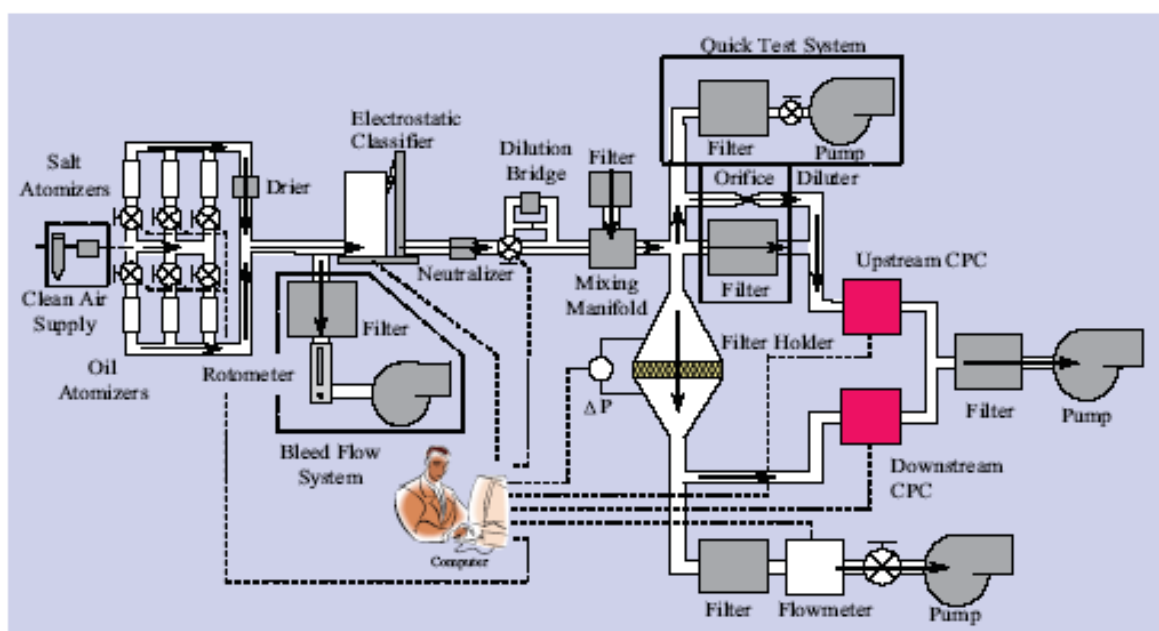 Quick Test System
Filter
Pump
Electrostatic
Classifier
Salt
Atomizers
Drier
Dilution
Bridge
Filter
Orifice
Diluter
Clean Air
Supply
Neutralizer
Mixing
Manifold
Filter
Upstream CPC
Oil
Atomizers
Rotometer
Filter
Filter Holder
ΔP
Filter
Pump
Bleed Flow
System
Downstream
CPC
Computer
Filter
Flowmeter
Pump